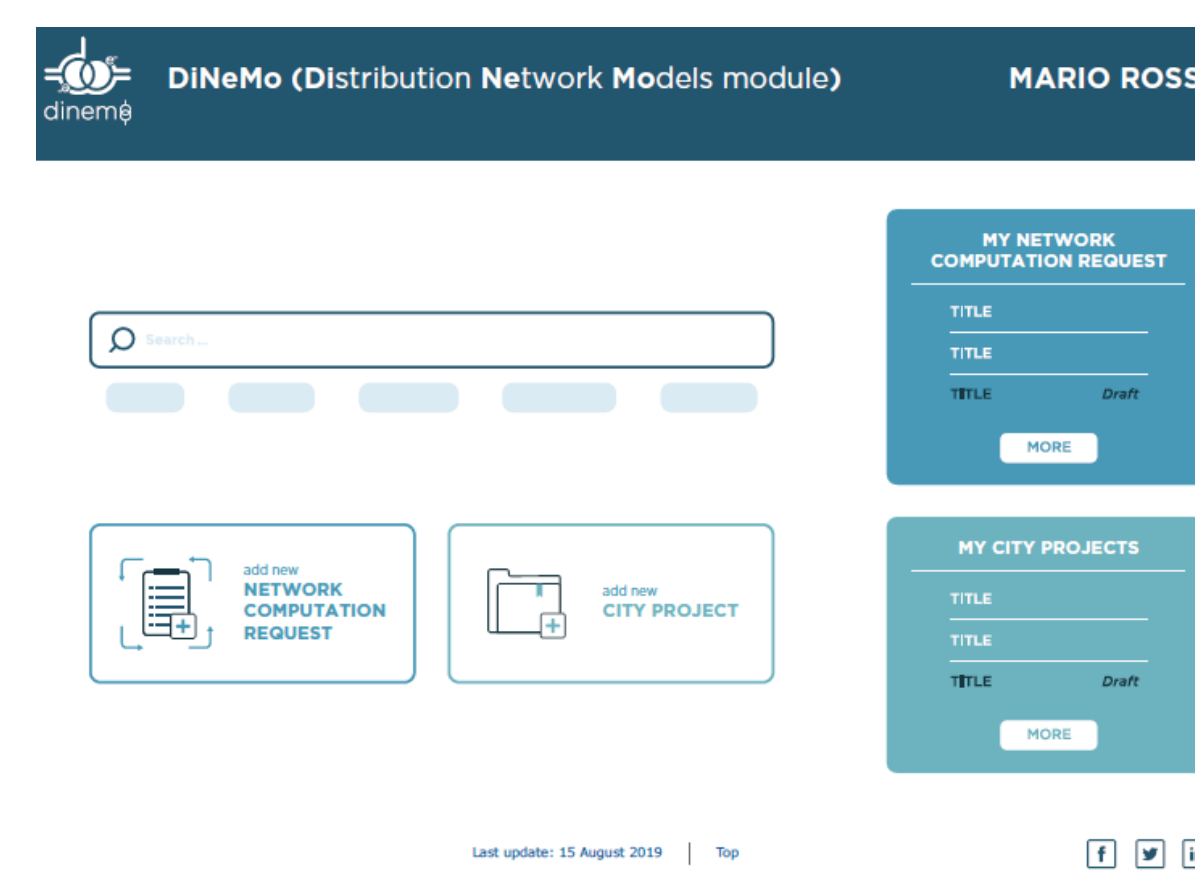 dinemo
DiNeMo (Distribution Network Models module)
MARIO ROSS
Search ...
MY NETWORK
COMPUTATION REQUEST
TITLE
TITLE
TITLE Draft
MORE
add new
NETWORK
COMPUTATION
REQUEST
add new
CITY PROJECT
MY CITY PROJECTS
TITLE
TITLE
TITLE Draft
MORE
Last update: 15 August 2019 | Top